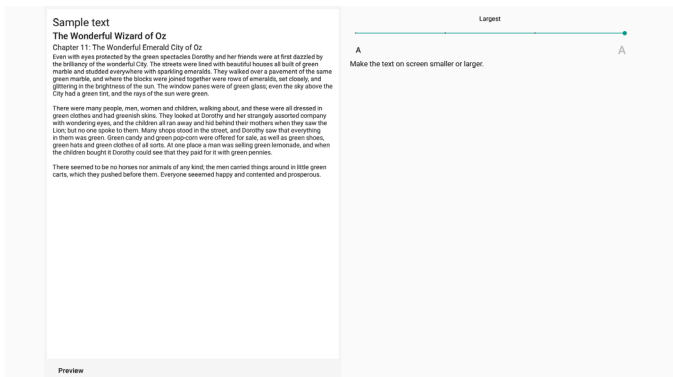 Sample text
The Wonderful Wizard of Oz
Chapter 11: The Wonderful Emerald City of Oz
Even with eyes protected by the green spectacles Dorothy and her friends were at first dazzled by
the brilliancy of the wonderful City. The streets were lined with beautiful houses all built of green
marble and studded everywhere with sparkling emeralds. They walked over a pavement of the same
green marble, and where the blocks were joined together were rows of emeralds, set closely, and
glittering in the brightness of the sun. The window panes were of green glass; even the sky above the
City had a green tint, and the rays of the sun were green.
There were many people, men, women and children, walking about, and these were all dressed in
green clothes and had greenish skins. They looked at Dorothy and her strangely assorted company
with wondering eyes, and the children all ran away and hid behind their mothers when they saw the
Lion; but no one spoke to them. Many shops stood in the street, and Dorothy saw that everything
in them was green. Green candy and green pop-corn were offered for sale, as well as green shoes,
green hats and green clothes of all sorts. At one place a man was selling green lemonade, and when
the children bought it Dorothy could see that they paid for it with green pennies.
There seemed to be no horses nor animals of any kind; the men carried things around in little green
carts, which they pushed before them. Everyone seeemed happy and contented and prosperous.
Preview
Largest
A A
Make the text on screen smaller or larger.